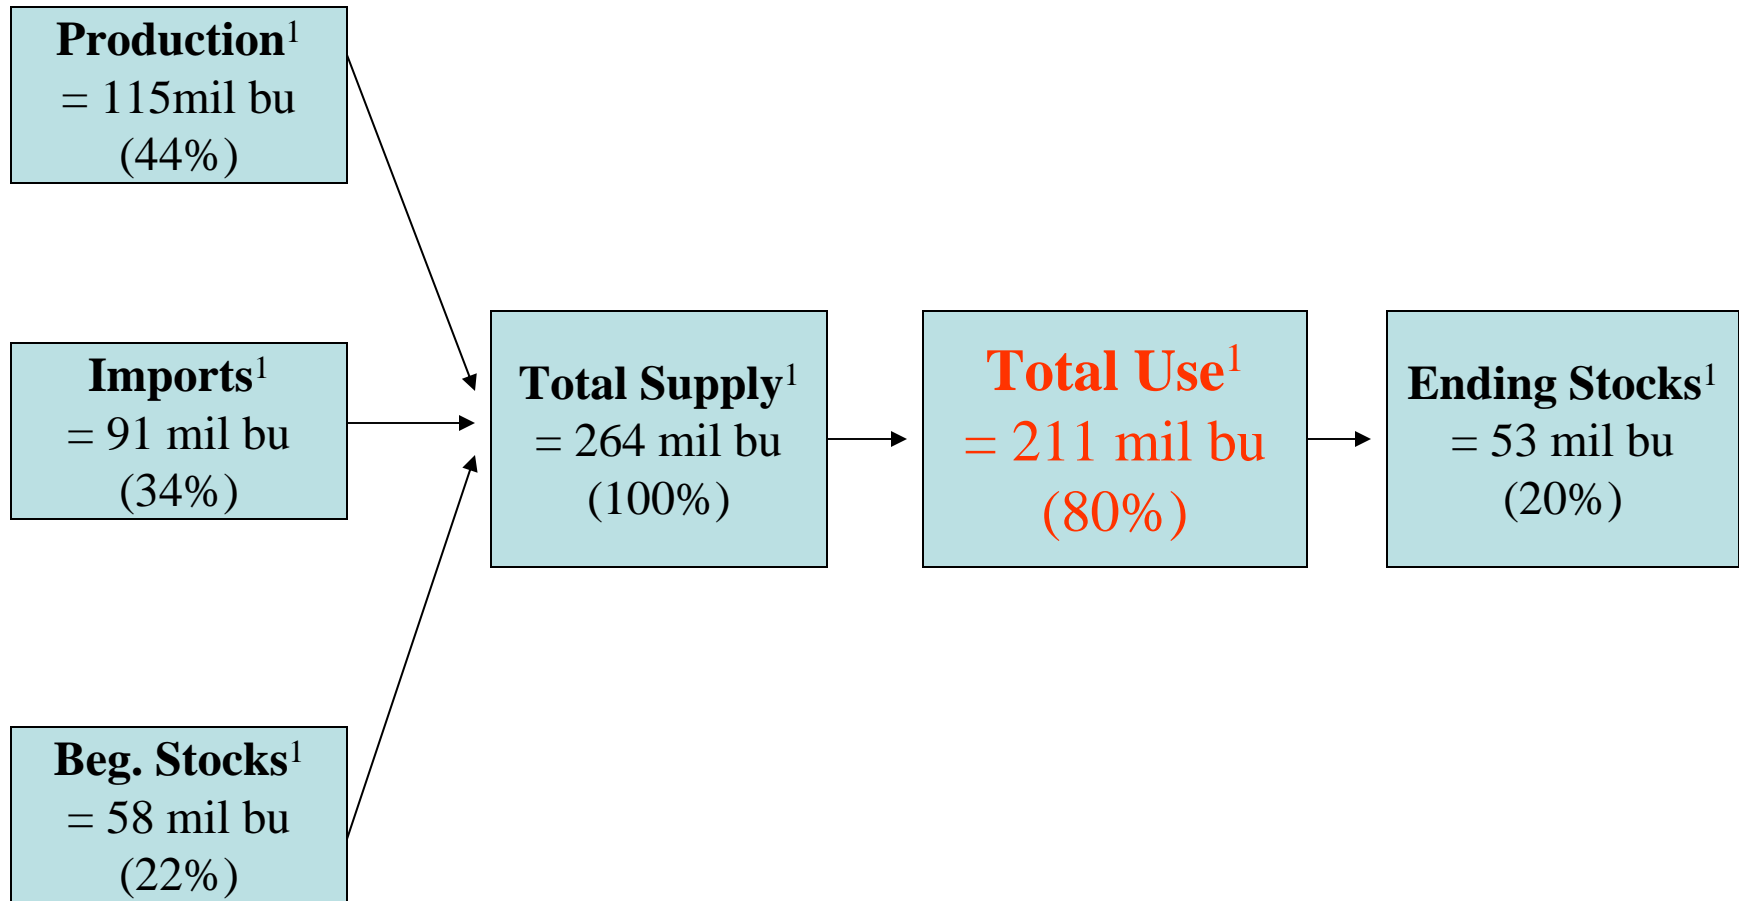 Production¹
= 115mil bu
(44%)
Imports¹
= 91 mil bu
(34%)
Beg. Stocks¹
= 58 mil bu
(22%)
Total Supply¹
= 264 mil bu
(100%)
Total Use¹
= 211 mil bu
(80%)
Ending Stocks¹
= 53 mil bu
(20%)